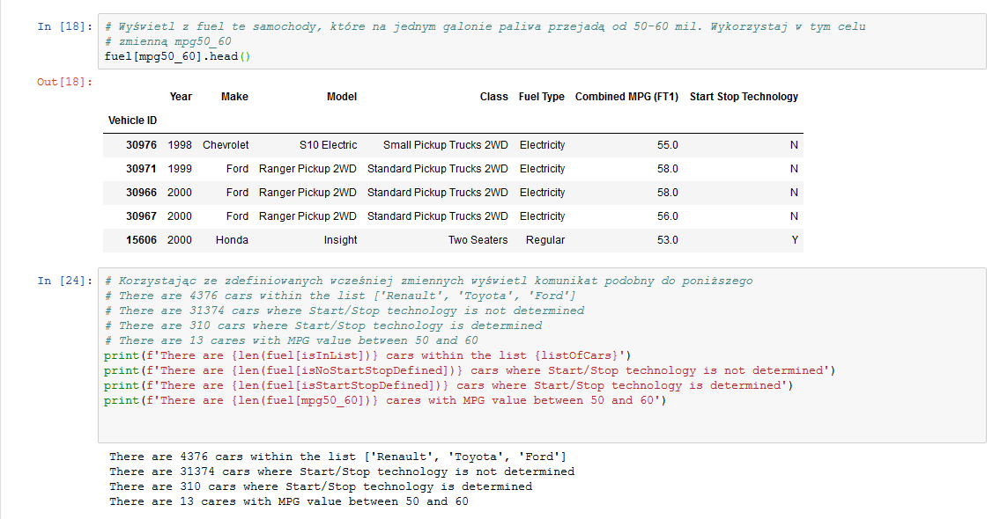 In [18]: # Wyświetl z fuel te samochody, które na jednym galonie paliwa przejadą od 50-60 mil. Wykorzystaj w tym celu
# zmienną mpg50_60
fuel[mpg50_60].head()
Out[18]:
Year Make Model Class Fuel Type Combined MPG (FT1) Start Stop Technology
Vehicle ID
30976 1998 Chevrolet S10 Electric Small Pickup Trucks 2WD Electricity 55.0 N
30971 1999 Ford Ranger Pickup 2WD Standard Pickup Trucks 2WD Electricity 58.0 N
30966 2000 Ford Ranger Pickup 2WD Standard Pickup Trucks 2WD Electricity 58.0 N
30967 2000 Ford Ranger Pickup 2WD Standard Pickup Trucks 2WD Electricity 56.0 N
15606 2000 Honda Insight Two Seaters Regular 53.0 Y
In [24]: # Korzystając ze zdefiniowanych wcześniej zmiennych wyświetl komunikat podobny do poniższego
# There are 4376 cars within the list ['Renault', 'Toyota', 'Ford']
# There are 31374 cars where Start/Stop technology is not determined
# There are 310 cars where Start/Stop technology is determined
# There are 13 cares with MPG value between 50 and 60
print(f'There are {len(fuel[isInList])} cars within the list {listOfCars}')
print(f'There are {len(fuel[isNoStartStopDefined])} cars where Start/Stop technology is not determined')
print(f'There are {len(fuel[isStartStopDefined])} cars where Start/Stop technology is determined')
print(f'There are {len(fuel[mpg50_60])} cares with MPG value between 50 and 60')
There are 4376 cars within the list ['Renault', 'Toyota', 'Ford']
There are 31374 cars where Start/Stop technology is not determined
There are 310 cars where Start/Stop technology is determined
There are 13 cares with MPG value between 50 and 60